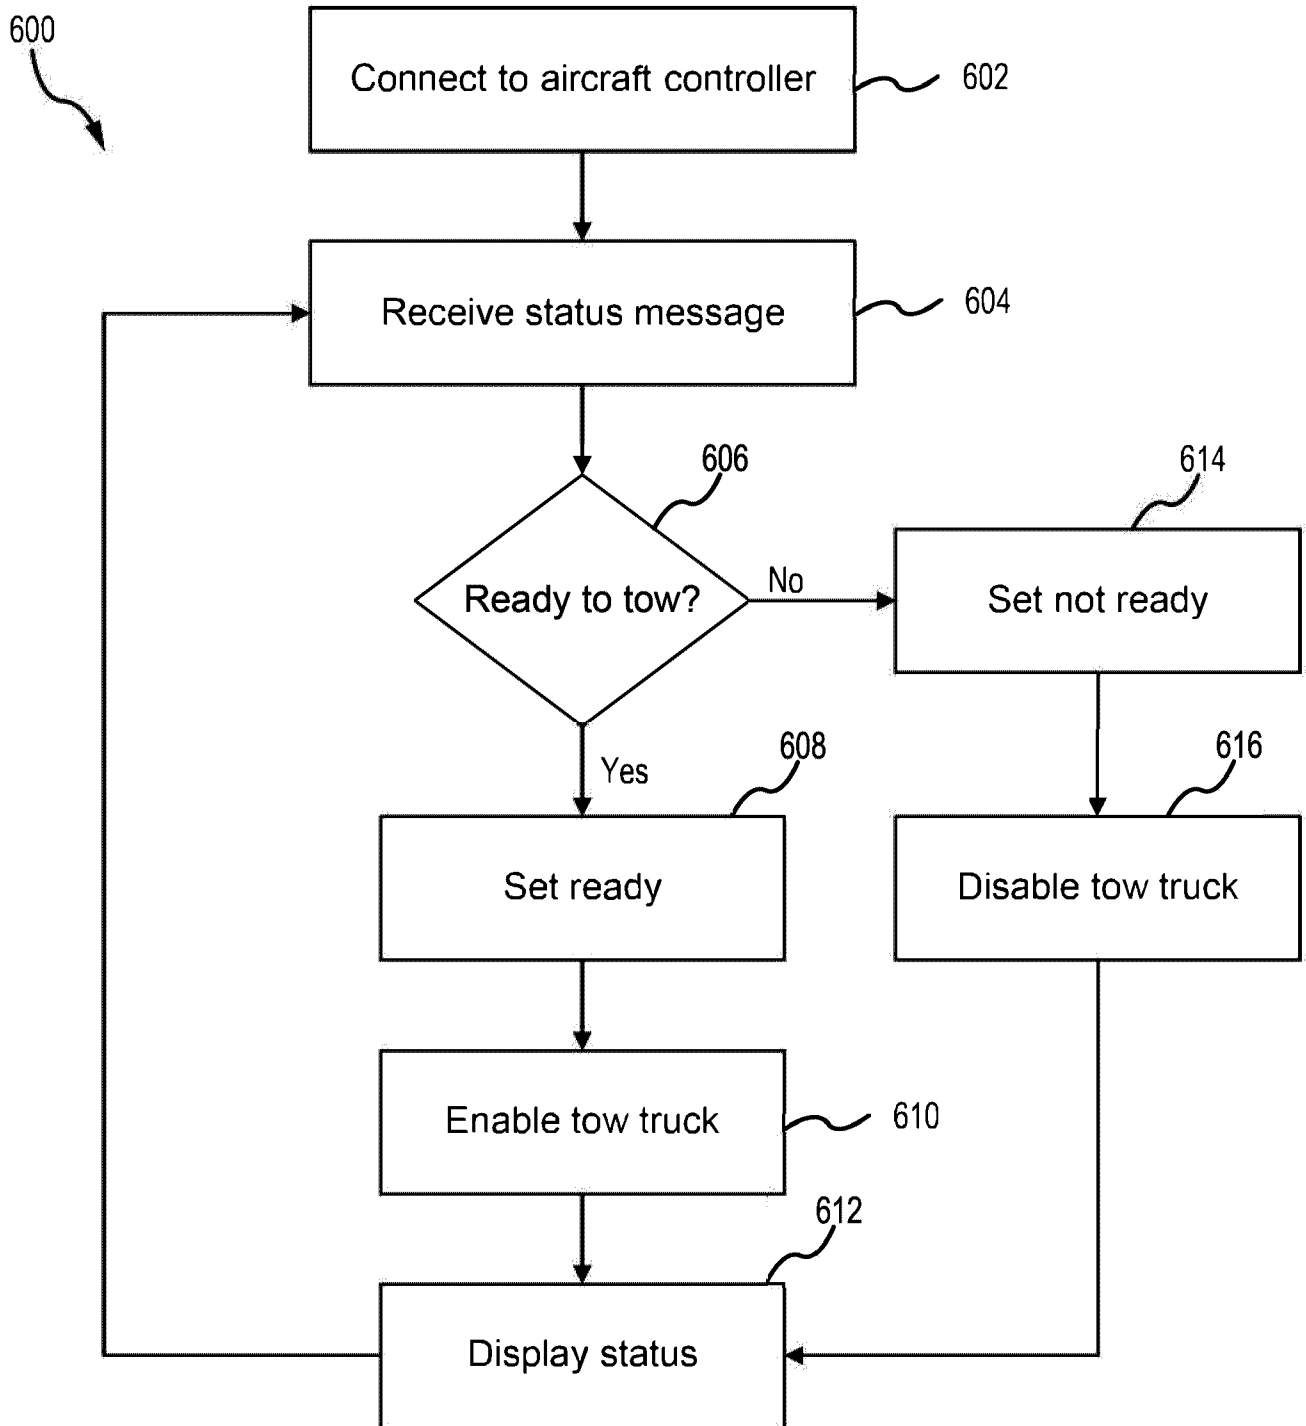 600
Connect to aircraft controller
602
Receive status message
604
606
Ready to tow?
No
614
Set not ready
Yes
608
Set ready
616
Disable tow truck
Enable tow truck
610
612
Display status